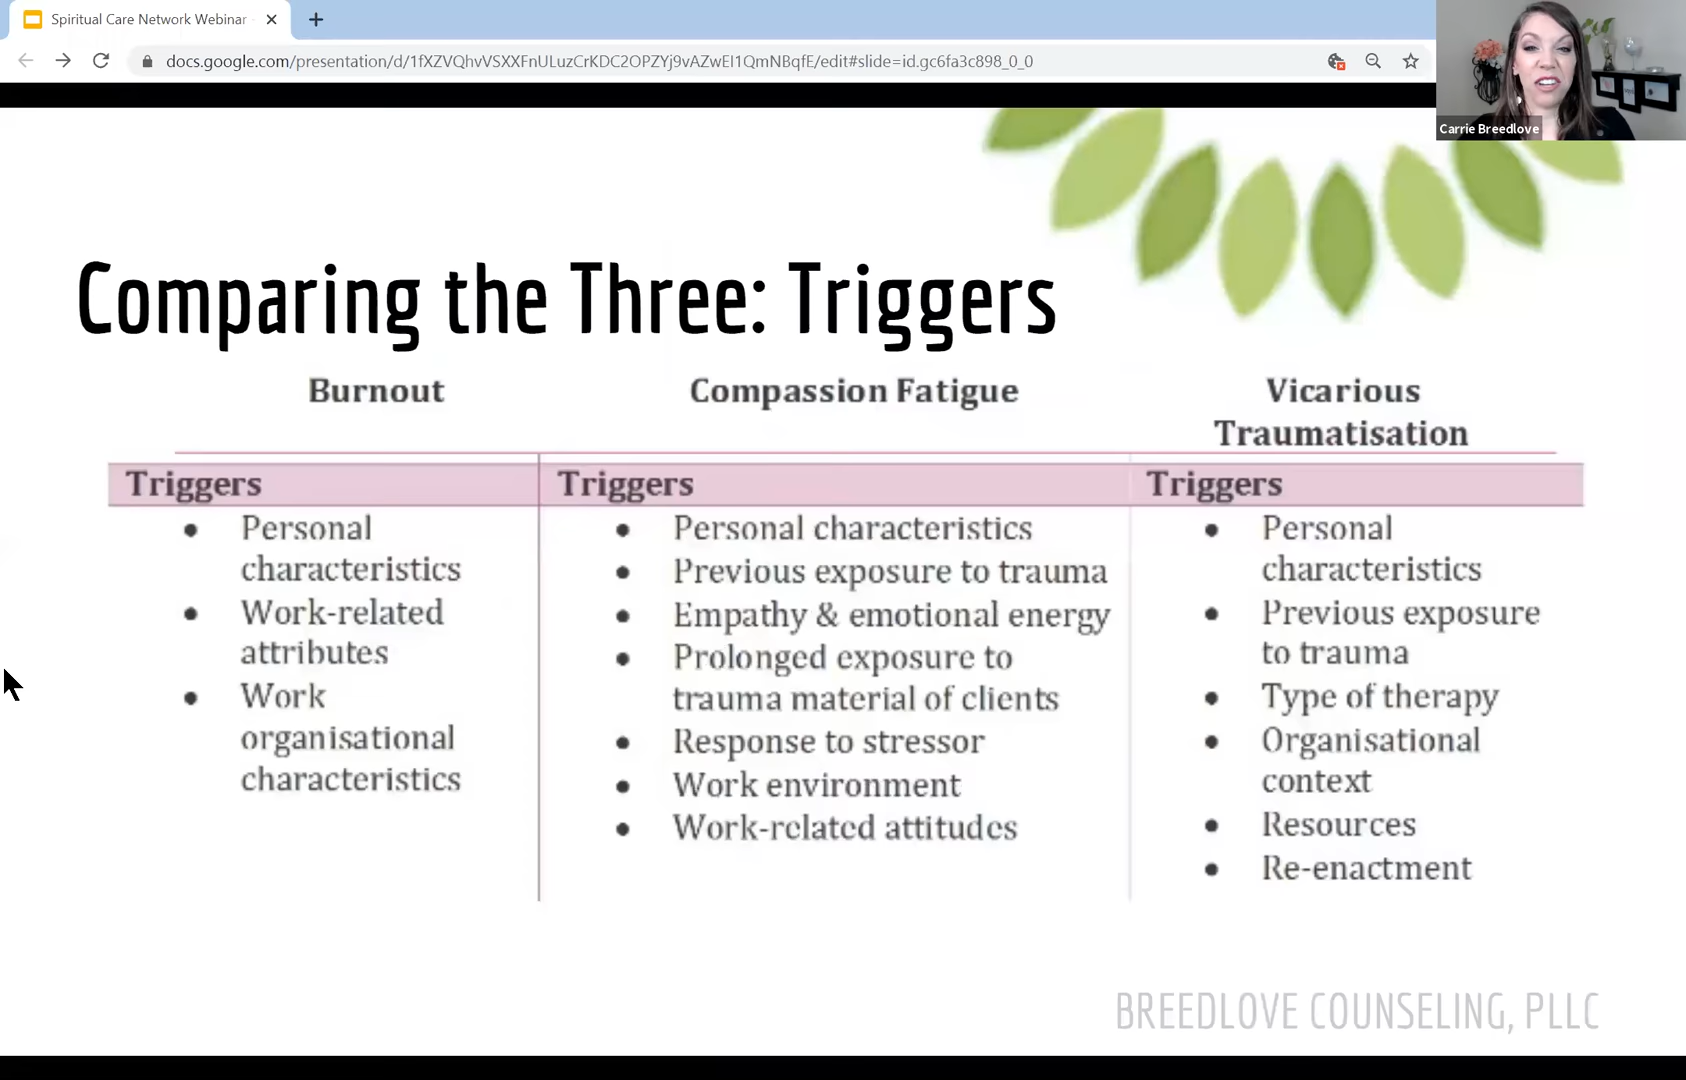 Spiritual Care Network Webinar
docs.google.com/presentation/d/1fXZVQhvVSXXFnULuzCrKDC2OPZYj9vAZwEI1QmNBqfE/edit#slide=id.gc6fa3c898_0_0
Carrie Breedlove
Comparing the Three: Triggers
Burnout
Triggers
• Personal
characteristics
• Work-related
attributes
• Work
organisational
characteristics
Compassion Fatigue
Triggers
• Personal characteristics
• Previous exposure to trauma
• Empathy & emotional energy
• Prolonged exposure to
trauma material of clients
• Response to stressor
• Work environment
• Work-related attitudes
Vicarious
Traumatisation
Triggers
• Personal
characteristics
• Previous exposure
to trauma
• Type of therapy
• Organisational
context
• Resources
• Re-enactment
BREEDLOVE COUNSELING, PLLC